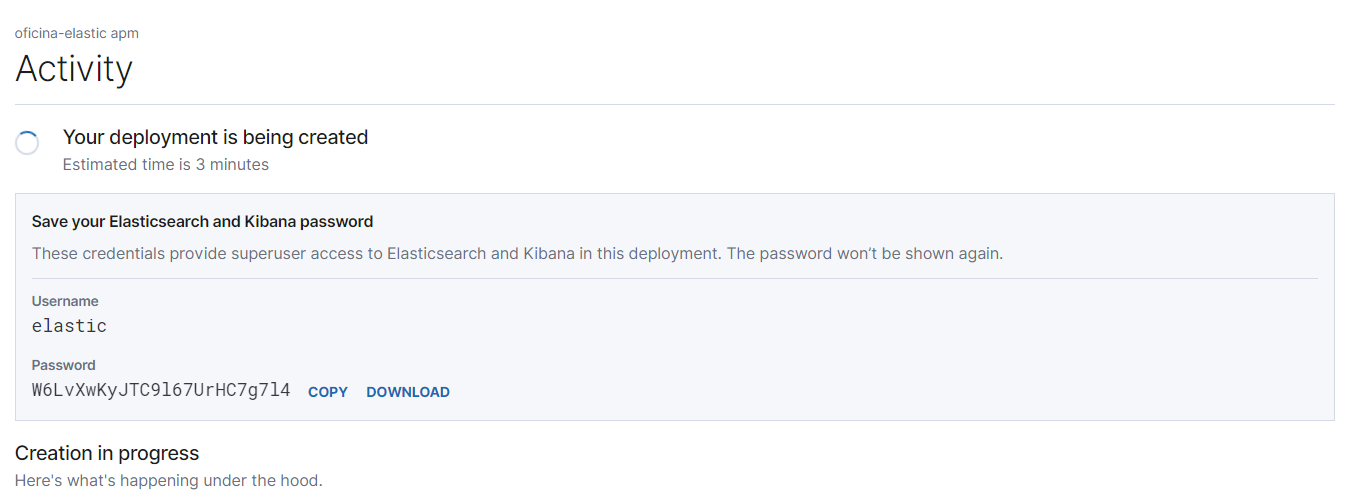 oficina-elastic apm
Activity
Your deployment is being created
Estimated time is 3 minutes
Save your Elasticsearch and Kibana password
These credentials provide superuser access to Elasticsearch and Kibana in this deployment. The password won't be shown again.
Username
elastic
Password
W6LvXwKyJTC9l67UrHC7g7l4 COPY DOWNLOAD
Creation in progress
Here's what's happening under the hood.